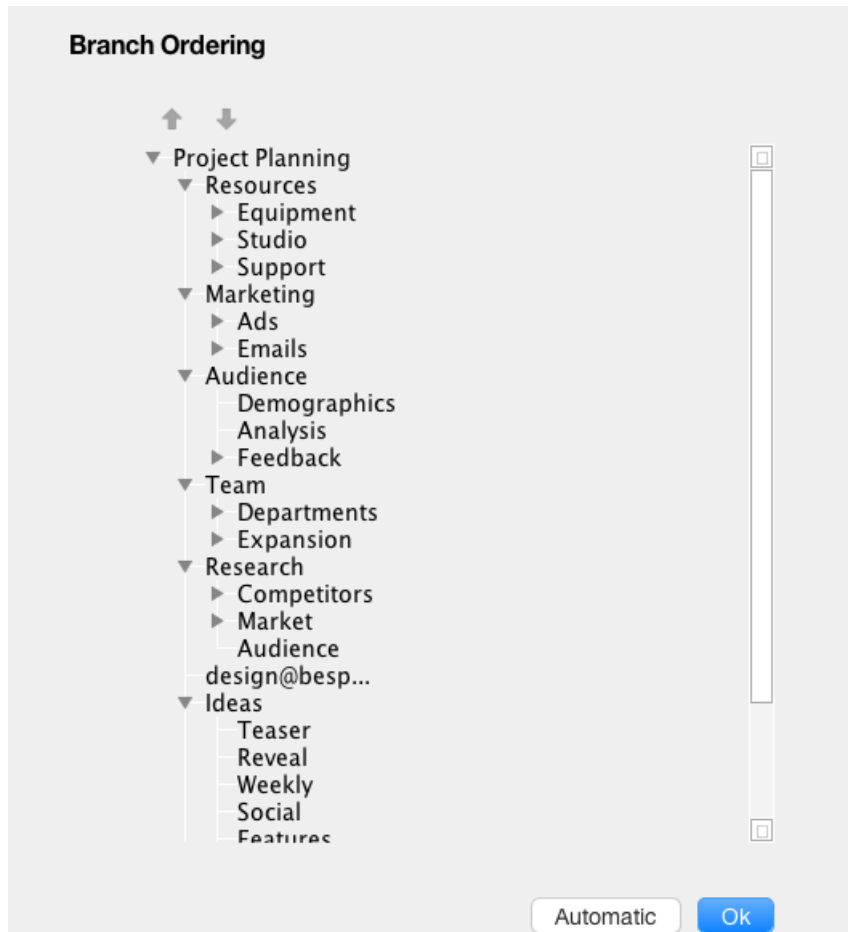 Branch Ordering
Project Planning
Resources
Equipment
Studio
Support
Marketing
Ads
Emails
Audience
Demographics
Analysis
Feedback
Team
Departments
Expansion
Research
Competitors
Market
Audience
design@besp...
Ideas
Teaser
Reveal
Weekly
Social
Features
Automatic
Ok